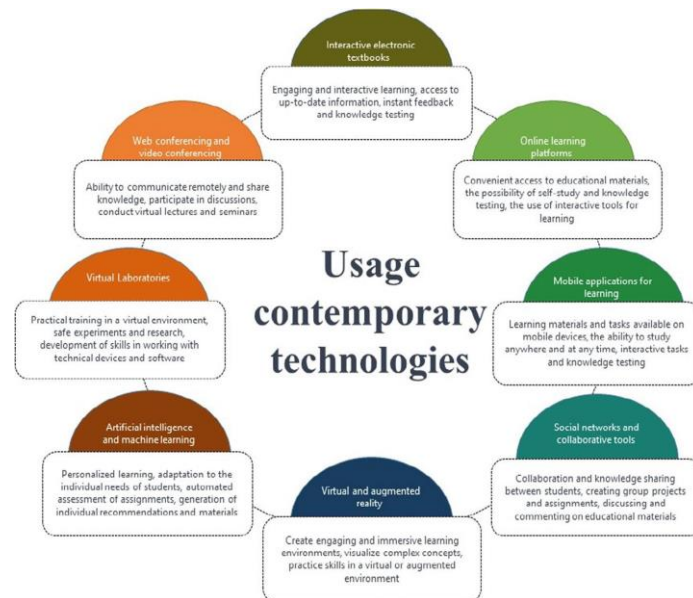 Interactive electronic
textbooks
Engaging and interactive learning, access to
up-to-date information, instant feedback
and knowledge testing
Online learning
platforms
Convenient access to educational materials,
the possibility of self-study and knowledge
testing, the use of interactive tools for
learning
Mobile applications for
learning
Learning materials and tasks available on
mobile devices, the ability to study
anywhere and at any time, interactive tasks
and knowledge testing
Social networks and
collaborative tools
Collaboration and knowledge sharing
between students, creating group projects
and assignments, discussing and
commenting on educational materials
Virtual and augmented
reality
Create engaging and immersive learning
environments, visualize complex concepts,
practice skills in a virtual or augmented
environment
Artificial intelligence
and machine learning
Personalized learning, adaptation to the
individual needs of students, automated
assessment of assignments, generation of
individual recommendations and materials
Virtual Laboratories
Practical training in a virtual environment,
safe experiments and research,
development of skills in working with
technical devices and software
Web conferencing and
video conferencing
Ability to communicate remotely and share
knowledge, participate in discussions,
conduct virtual lectures and seminars
Usage
contemporary
technologies